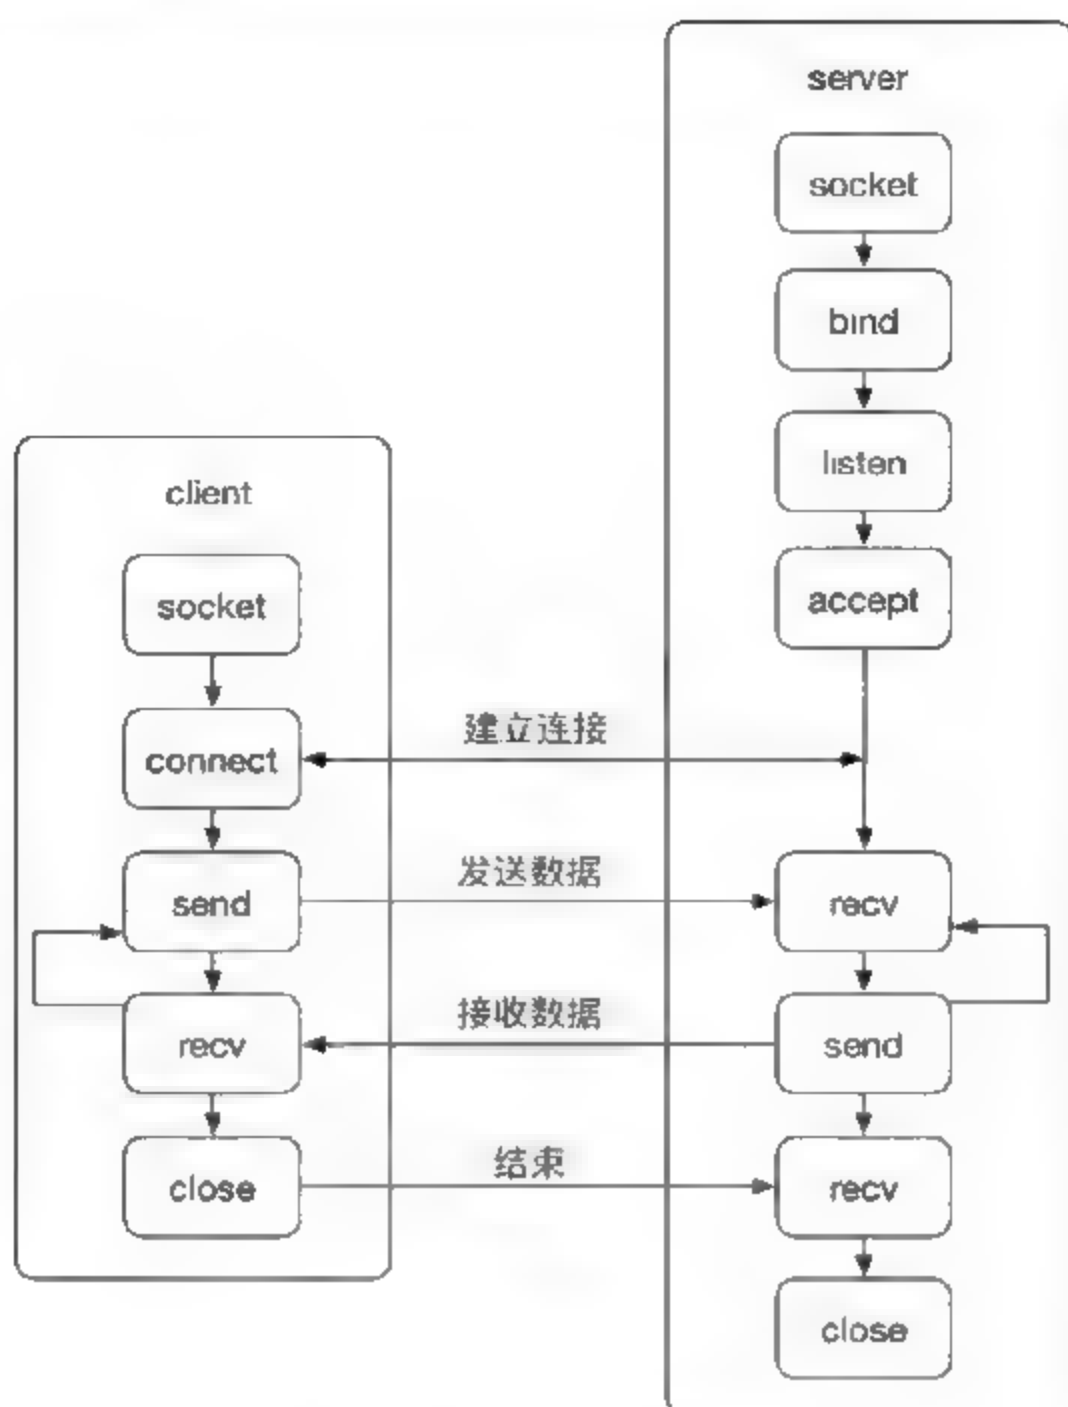 server
socket
bind
listen
accept
client
socket
connect
建立连接
send
发送数据
recv
recv
接收数据
send
close
结束
recv
close